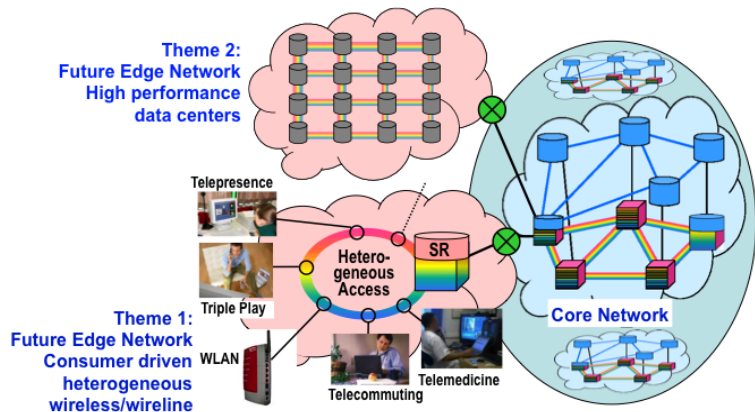 Theme 2:
Future Edge Network
High performance
data centers
Telepresence
Triple Play
Hetero-
geneous
Access
SR
Core Network
Theme 1:
Future Edge Network
Consumer driven
heterogeneous
wireless/wireline
WLAN
Telecommuting
Telemedicine